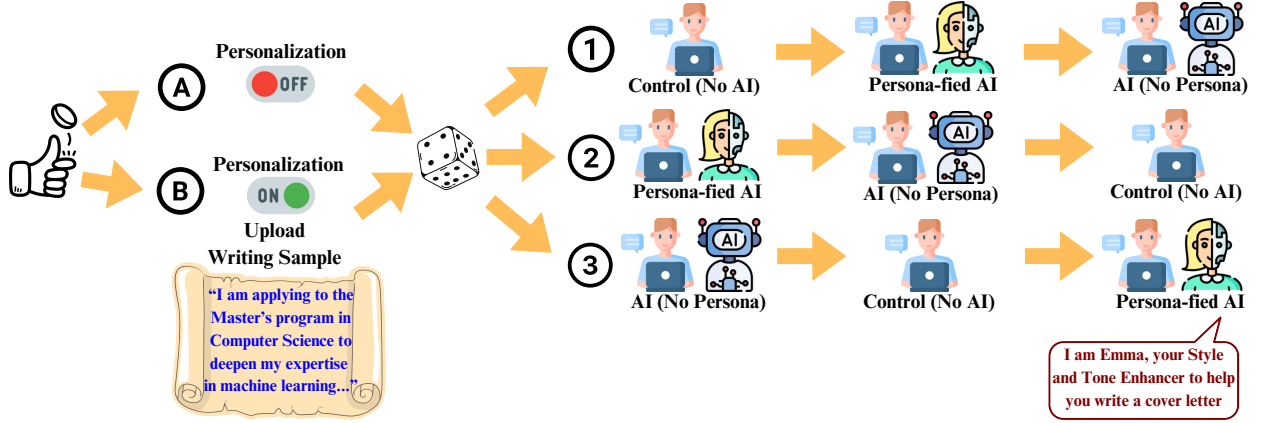 Personalization
A
OFF
Personalization
B
ON
Upload
Writing Sample
“I am applying to the
Master’s program in
Computer Science to
deepen my expertise
in machine learning...”
1
Control (No AI)
Persona-fied AI
AI
AI (No Persona)
2
Persona-fied AI
AI
AI (No Persona)
Control (No AI)
3
AI
AI (No Persona)
Control (No AI)
Persona-fied AI
I am Emma, your Style
and Tone Enhancer to help
you write a cover letter